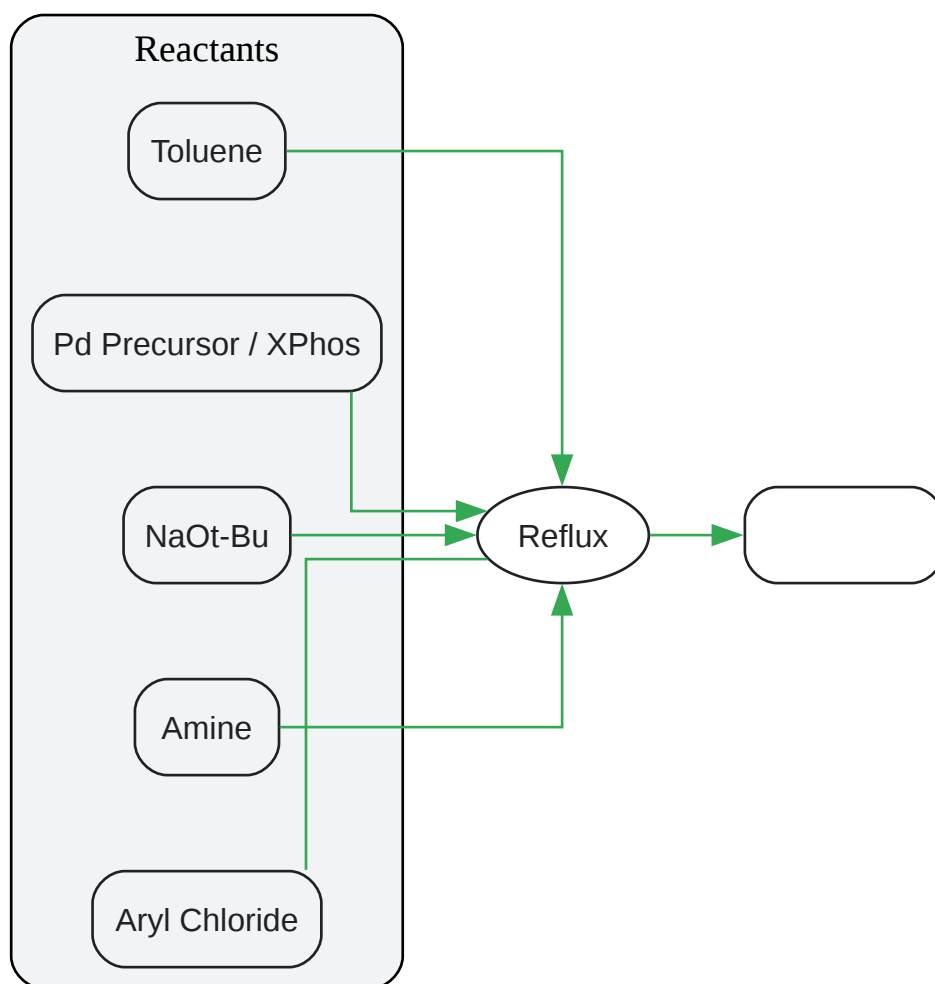 Reactants
Toluene
Pd Precursor / XPhos
NaOt-Bu
Reflux
Amine
Aryl Chloride